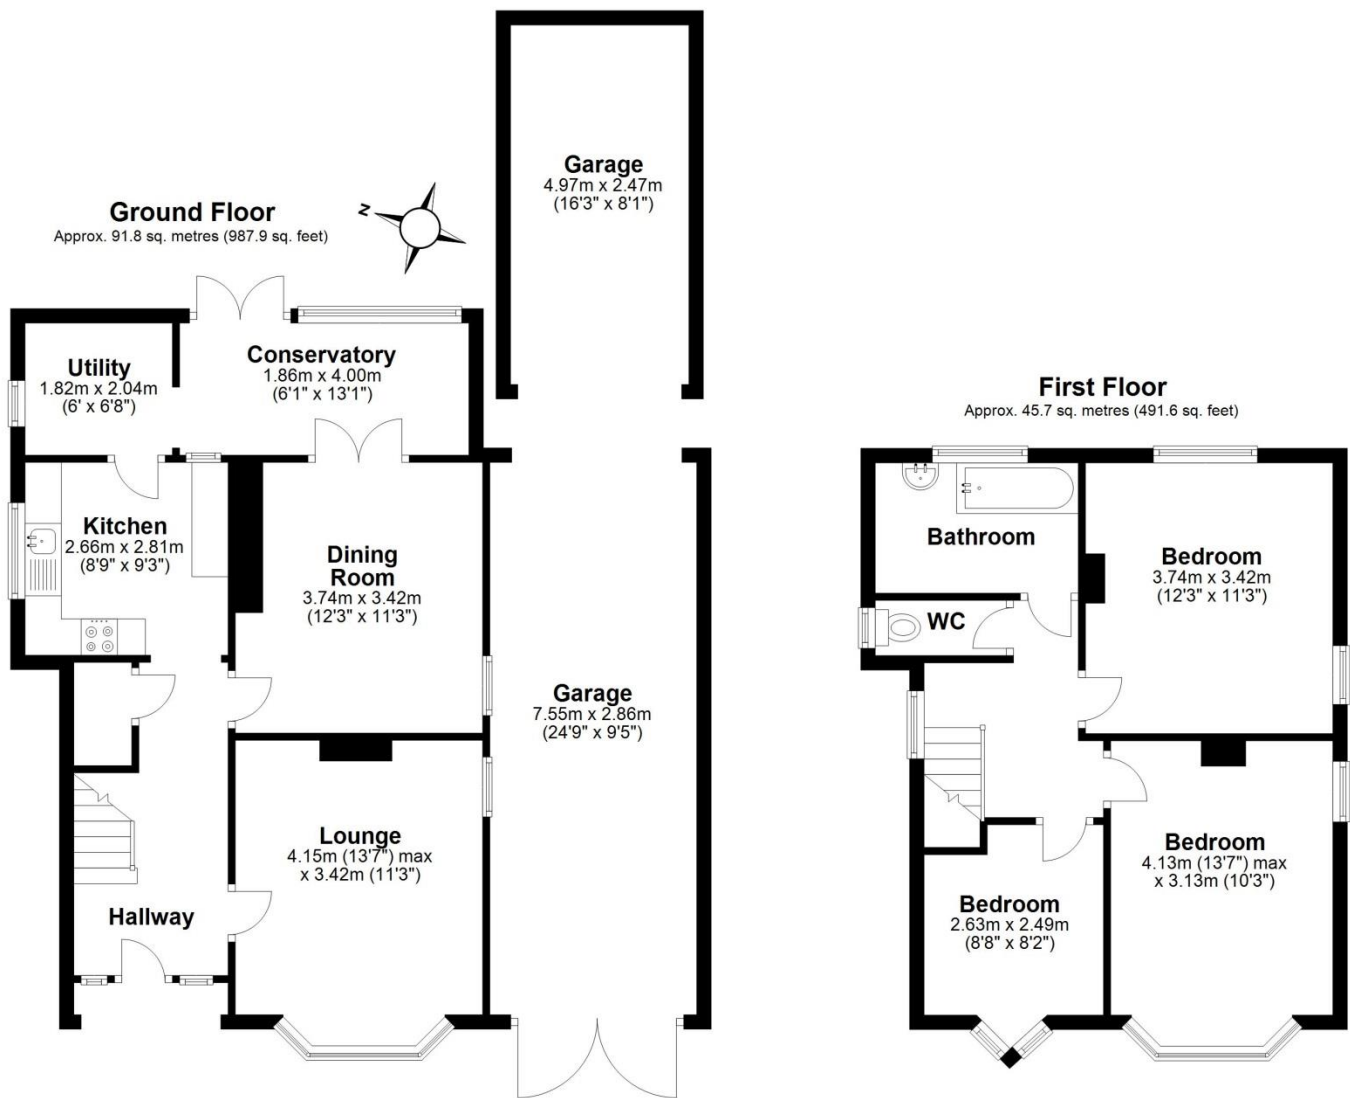 Garage
4.97m x 2.47m
(16'3" x 8'1")
Ground Floor
Approx. 91.8 sq. metres (987.9 sq. feet)
N
Utility
1.82m x 2.04m
(6' x 6'8")
Conservatory
1.86m x 4.00m
(6'1" x 13'1")
Kitchen
2.66m x 2.81m
(8'9" x 9'3")
Dining
Room
3.74m x 3.42m
(12'3" x 11'3")
Garage
7.55m x 2.86m
(24'9" x 9'5")
Lounge
4.15m (13'7") max
x 3.42m (11'3")
Hallway
First Floor
Approx. 45.7 sq. metres (491.6 sq. feet)
Bathroom
Bedroom
3.74m x 3.42m
(12'3" x 11'3")
WC
Bedroom
4.13m (13'7") max
x 3.13m (10'3")
Bedroom
2.63m x 2.49m
(8'8" x 8'2")